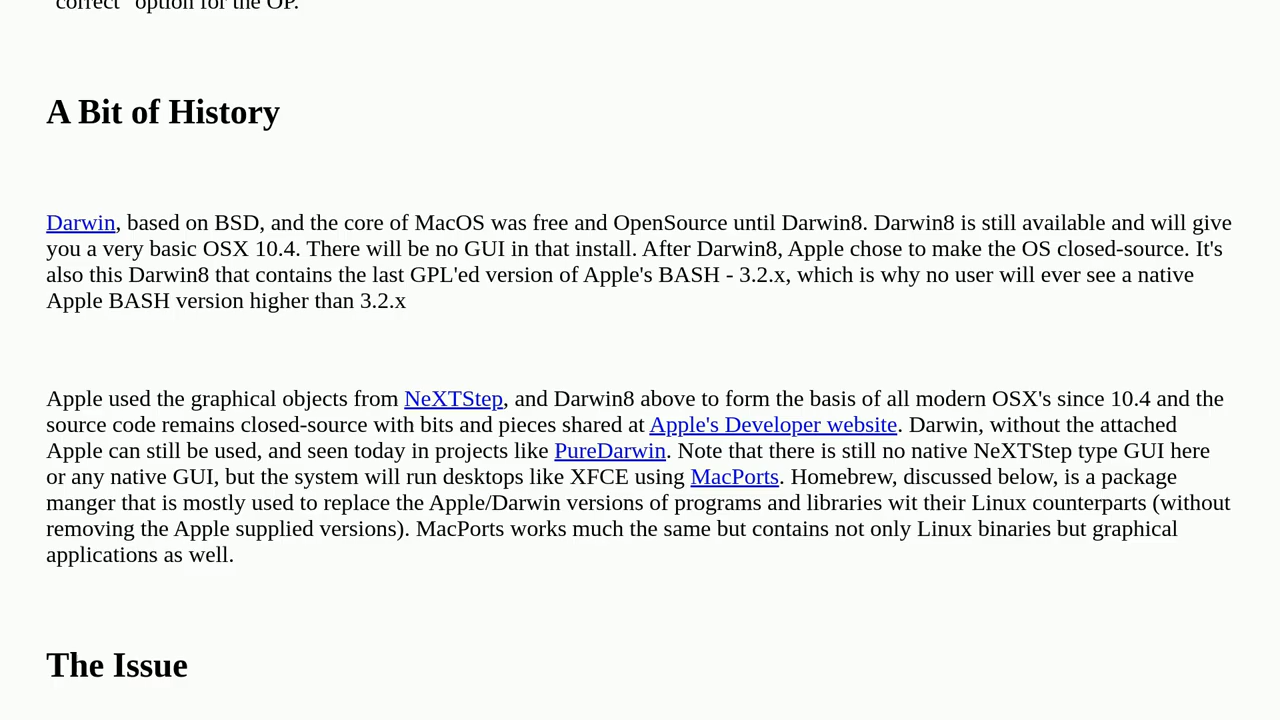 "correct" option for the OP.
A Bit of History
Darwin, based on BSD, and the core of MacOS was free and OpenSource until Darwin8. Darwin8 is still available and will give
you a very basic OSX 10.4. There will be no GUI in that install. After Darwin8, Apple chose to make the OS closed-source. It's
also this Darwin8 that contains the last GPL'ed version of Apple's BASH - 3.2.x, which is why no user will ever see a native
Apple BASH version higher than 3.2.x
Apple used the graphical objects from NeXTStep, and Darwin8 above to form the basis of all modern OSX's since 10.4 and the
source code remains closed-source with bits and pieces shared at Apple's Developer website. Darwin, without the attached
Apple can still be used, and seen today in projects like PureDarwin. Note that there is still no native NeXTStep type GUI here
or any native GUI, but the system will run desktops like XFCE using MacPorts. Homebrew, discussed below, is a package
manger that is mostly used to replace the Apple/Darwin versions of programs and libraries wit their Linux counterparts (without
removing the Apple supplied versions). MacPorts works much the same but contains not only Linux binaries but graphical
applications as well.
The Issue